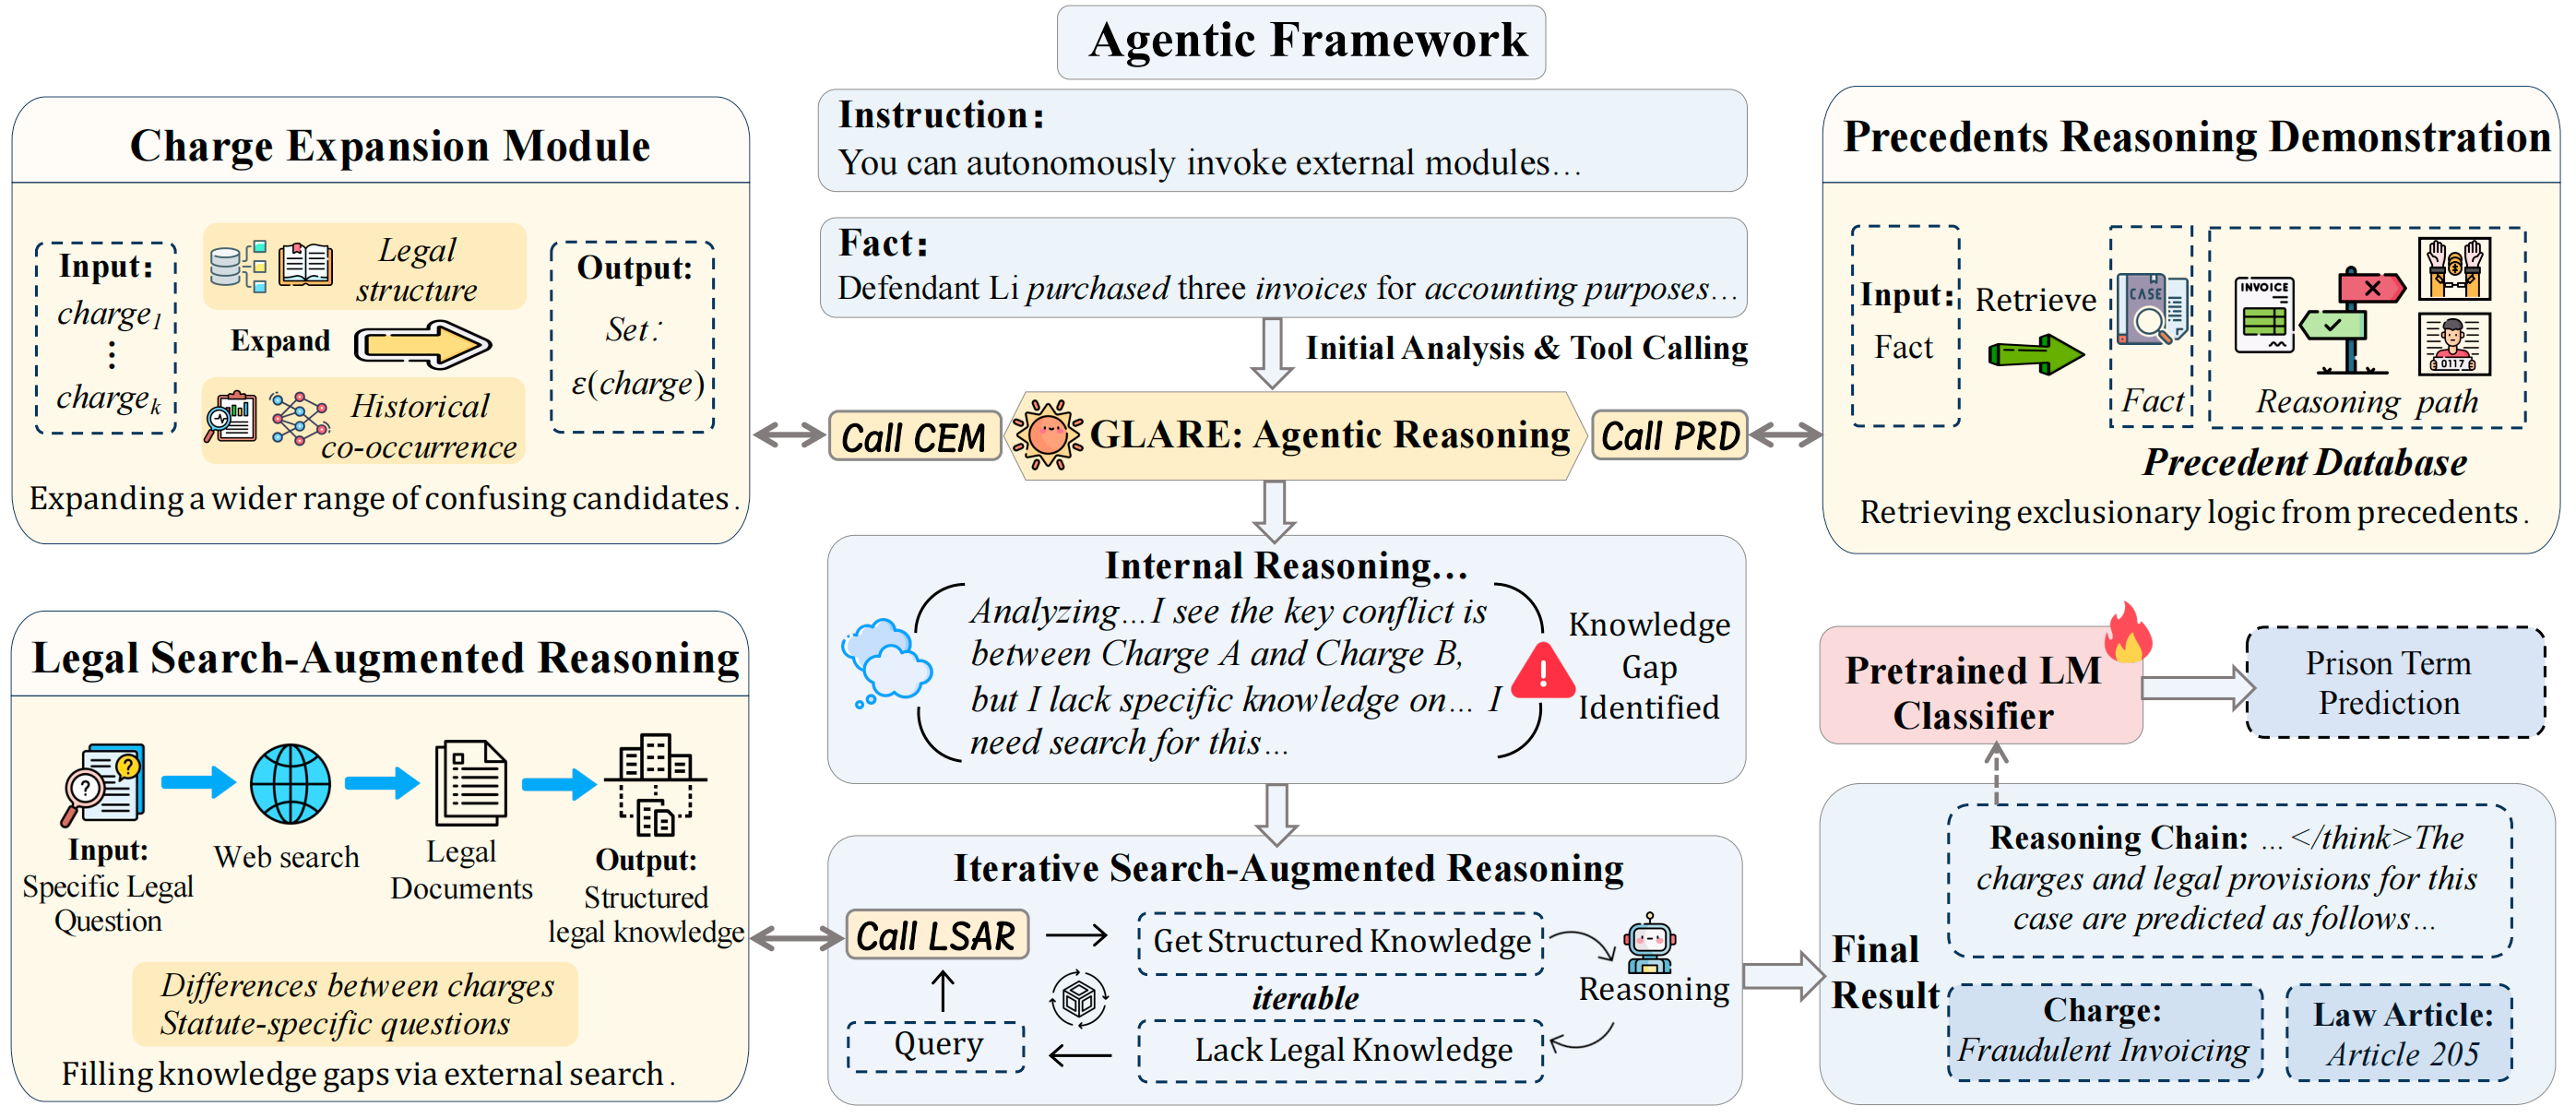 Agentic Framework
Instruction:
You can autonomously invoke external modules…
Fact:
Defendant Li purchased three invoices for accounting purposes…
Initial Analysis & Tool Calling
Call CEM
GLARE: Agentic Reasoning
Call PRD
Charge Expansion Module
Input:
charge1
⋮
chargek
Legal
structure
Expand
Historical
co-occurrence
Output:
Set:
ε(charge)
Expanding a wider range of confusing candidates.
Precedents Reasoning Demonstration
Input:
Fact
Retrieve
CASE
Fact
INVOICE
0117
Reasoning path
Precedent Database
Retrieving exclusionary logic from precedents.
Internal Reasoning…
Analyzing…I see the key conflict is
between Charge A and Charge B,
but I lack specific knowledge on… I
need search for this…
Knowledge
Gap
Identified
Legal Search-Augmented Reasoning
Input:
Specific Legal
Question
Web search
Legal
Documents
Output:
Structured
legal knowledge
Differences between charges
Statute-specific questions
Filling knowledge gaps via external search.
Iterative Search-Augmented Reasoning
Call LSAR
Get Structured Knowledge
iterable
Reasoning
Query
Lack Legal Knowledge
Pretrained LM
Classifier
Prison Term
Prediction
Final
Result
Reasoning Chain: …</think>The
charges and legal provisions for this
case are predicted as follows…
Charge:
Fraudulent Invoicing
Law Article:
Article 205